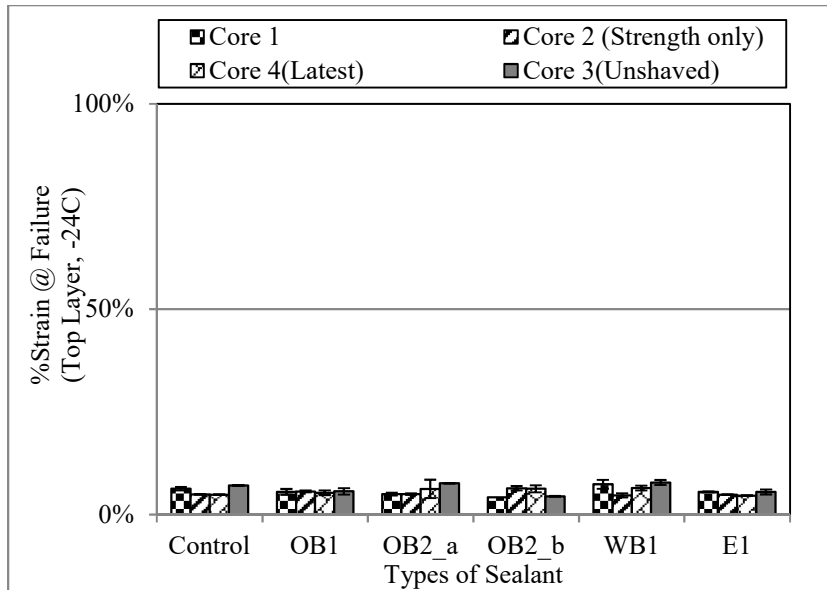 Core 1 Core 2 (Strength only)
Core 4(Latest) Core 3(Unshaved)
100%
50%
0%
%Strain @ Failure
(Top Layer, -24C)
Control OB1 OB2_a OB2_b WB1 E1
Types of Sealant